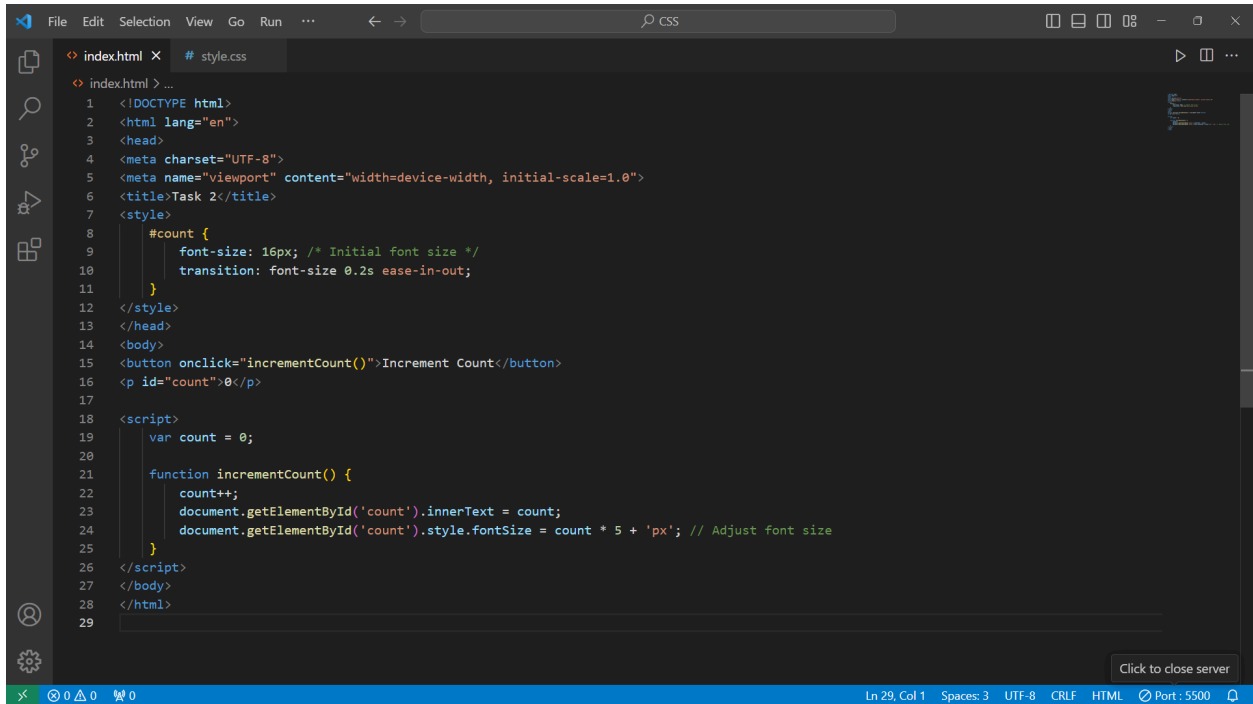 File Edit Selection View Go Run ··· CSS
index.html # style.css
index.html > ...
1 <!DOCTYPE html>
2 <html lang="en">
3 <head>
4 <meta charset="UTF-8">
5 <meta name="viewport" content="width=device-width, initial-scale=1.0">
6 <title>Task 2</title>
7 <style>
8     #count {
9         font-size: 16px; /* Initial font size */
10         transition: font-size 0.2s ease-in-out;
11     }
12 </style>
13 </head>
14 <body>
15 <button onclick="incrementCount()">Increment Count</button>
16 <p id="count">0</p>
17
18 <script>
19     var count = 0;
20
21     function incrementCount() {
22         count++;
23         document.getElementById('count').innerText = count;
24         document.getElementById('count').style.fontSize = count * 5 + 'px'; // Adjust font size
25     }
26 </script>
27 </body>
28 </html>
29
Click to close server
0 0 0 Ln 29, Col 1 Spaces: 3 UTF-8 CRLF HTML Port : 5500